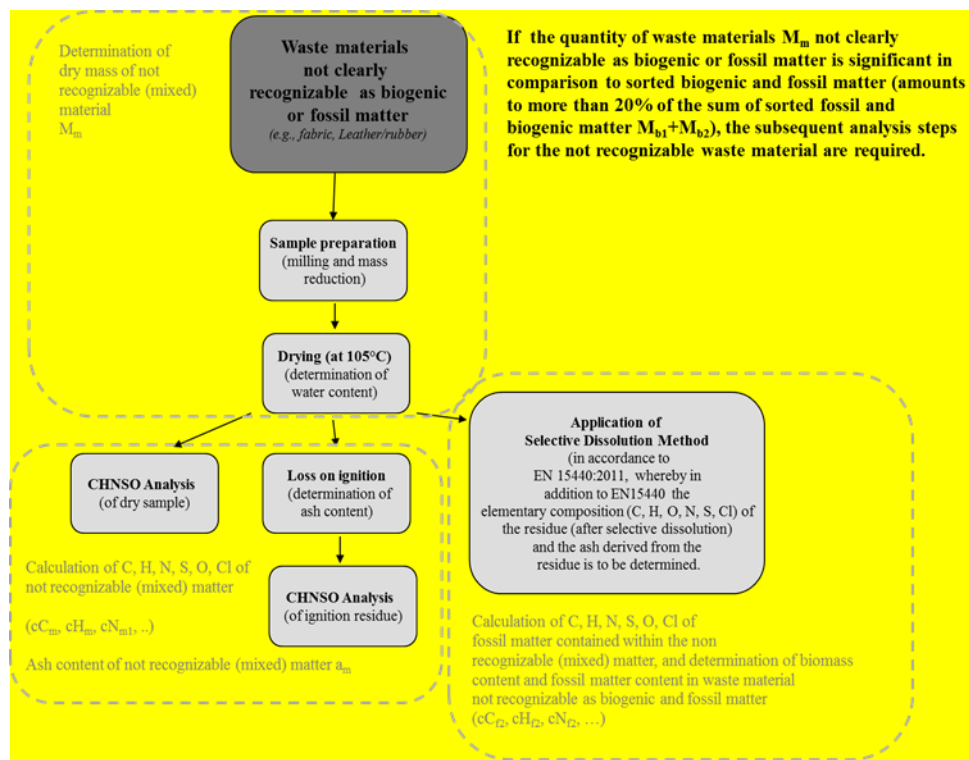 Determination of
dry mass of not
recognizable (mixed)
material
Mm
Waste materials
not clearly
recognizable as biogenic
or fossil matter
(e.g., fabric, Leather/rubber)
If the quantity of waste materials Mm not clearly
recognizable as biogenic or fossil matter is significant in
comparison to sorted biogenic and fossil matter (amounts
to more than 20% of the sum of sorted fossil and
biogenic matter Mb1+Mb2), the subsequent analysis steps
for the not recognizable waste material are required.
Sample preparation
(milling and mass
reduction)
Drying (at 105°C)
(determination of
water content)
CHNSO Analysis
(of dry sample)
Loss on ignition
(determination of
ash content)
CHNSO Analysis
(of ignition residue)
Calculation of C, H, N, S, O, Cl of
not recognizable (mixed) matter
(cCm, cHm, cNm1, ..)
Ash content of not recognizable (mixed) matter am
Application of
Selective Dissolution Method
(in accordance to
EN 15440:2011, whereby in
addition to EN15440 the
elementary composition (C, H, O, N, S, Cl) of
the residue (after selective dissolution)
and the ash derived from the
residue is to be determined.
Calculation of C, H, N, S, O, Cl of
fossil matter contained within the non
recognizable (mixed) matter, and determination of biomass
content and fossil matter content in waste material
not recognizable as biogenic and fossil matter
(cCf2, cHf2, cNf2, …)